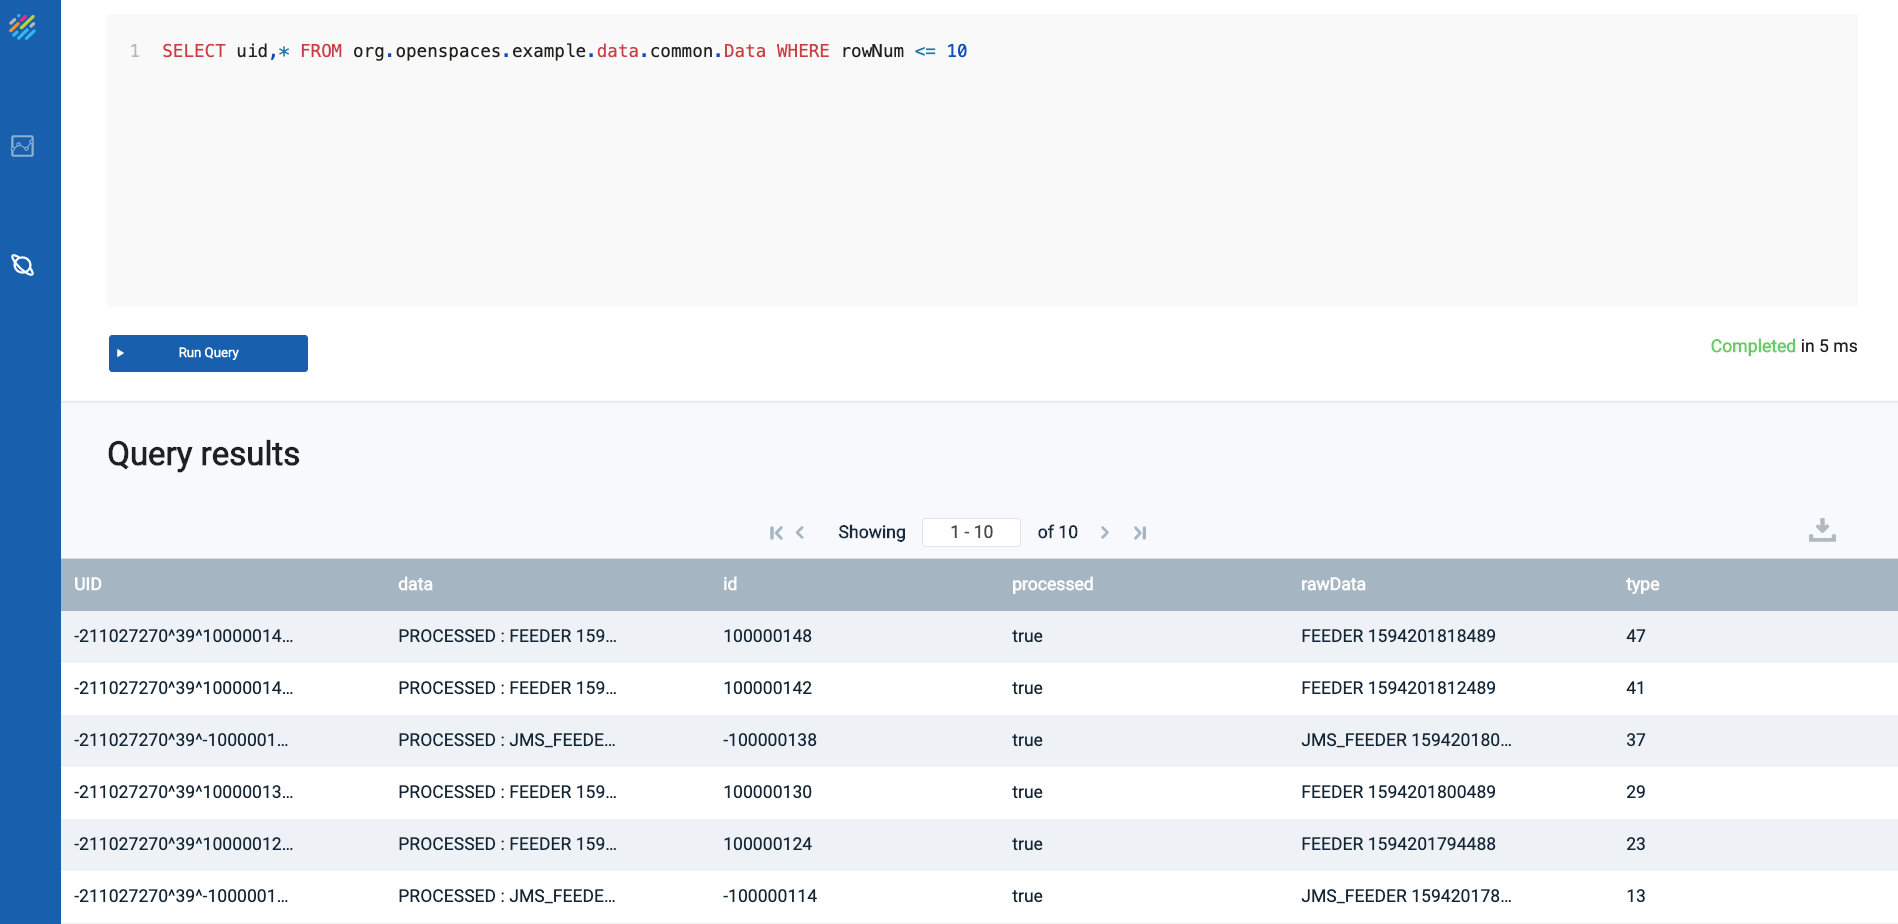 1 SELECT uid,* FROM org.openspaces.example.data.common.Data WHERE rowNum <= 10
Run Query
Completed in 5 ms
Query results
Showing 1 - 10 of 10
UID data id processed rawData type
-211027270^39^10000014... PROCESSED : FEEDER 159... 100000148 true FEEDER 1594201818489 47
-211027270^39^10000014... PROCESSED : FEEDER 159... 100000142 true FEEDER 1594201812489 41
-211027270^39^-1000001... PROCESSED : JMS_FEEDE... -100000138 true JMS_FEEDER 159420180... 37
-211027270^39^10000013... PROCESSED : FEEDER 159... 100000130 true FEEDER 1594201800489 29
-211027270^39^10000012... PROCESSED : FEEDER 159... 100000124 true FEEDER 1594201794488 23
-211027270^39^-1000001... PROCESSED : JMS_FEEDE... -100000114 true JMS_FEEDER 159420178... 13